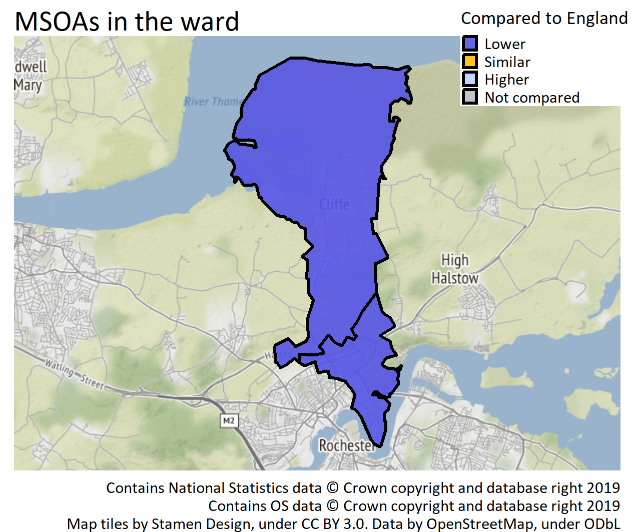 MSOAs in the ward
Compared to England
Lower
Similar
Higher
Not compared
dwell
Mary
River Tham
Cliffe
High
Halstow
Watling-Street
M2
Rochester
Contains National Statistics data © Crown copyright and database right 2019
Contains OS data © Crown copyright and database right 2019
Map tiles by Stamen Design, under CC BY 3.0. Data by OpenStreetMap, under ODbL